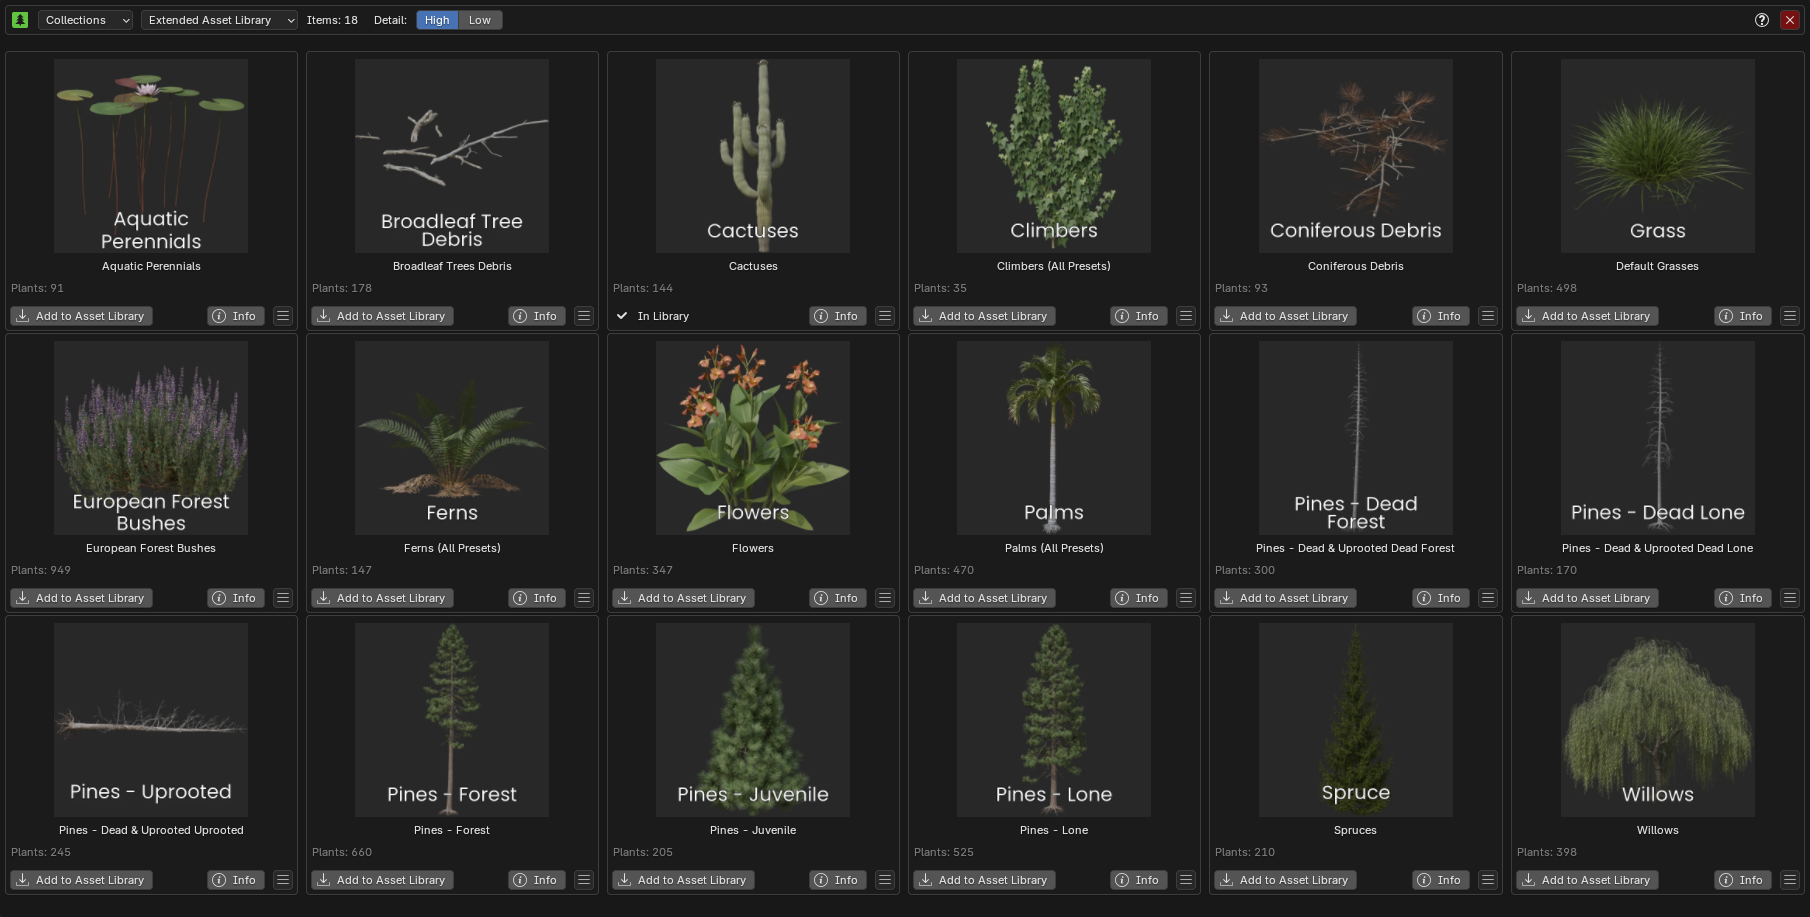 Collections
Extended Asset Library
Items: 18
Detail:
High
Low
Aquatic
Perennials
Aquatic Perennials
Plants: 91
Add to Asset Library
Info
Broadleaf Tree
Debris
Broadleaf Trees Debris
Plants: 178
Add to Asset Library
Info
Cactuses
Cactuses
Plants: 144
In Library
Info
Climbers
Climbers (All Presets)
Plants: 35
Add to Asset Library
Info
Coniferous Debris
Coniferous Debris
Plants: 93
Add to Asset Library
Info
Grass
Default Grasses
Plants: 498
Add to Asset Library
Info
European Forest
Bushes
European Forest Bushes
Plants: 949
Add to Asset Library
Info
Ferns
Ferns (All Presets)
Plants: 147
Add to Asset Library
Info
Flowers
Flowers
Plants: 347
Add to Asset Library
Info
Palms
Palms (All Presets)
Plants: 470
Add to Asset Library
Info
Pines - Dead
Forest
Pines - Dead & Uprooted Dead Forest
Plants: 300
Add to Asset Library
Info
Pines - Dead Lone
Pines - Dead & Uprooted Dead Lone
Plants: 170
Add to Asset Library
Info
Pines - Uprooted
Pines - Dead & Uprooted Uprooted
Plants: 245
Add to Asset Library
Info
Pines - Forest
Pines - Forest
Plants: 660
Add to Asset Library
Info
Pines - Juvenile
Pines - Juvenile
Plants: 205
Add to Asset Library
Info
Pines - Lone
Pines - Lone
Plants: 525
Add to Asset Library
Info
Spruce
Spruces
Plants: 210
Add to Asset Library
Info
Willows
Willows
Plants: 398
Add to Asset Library
Info